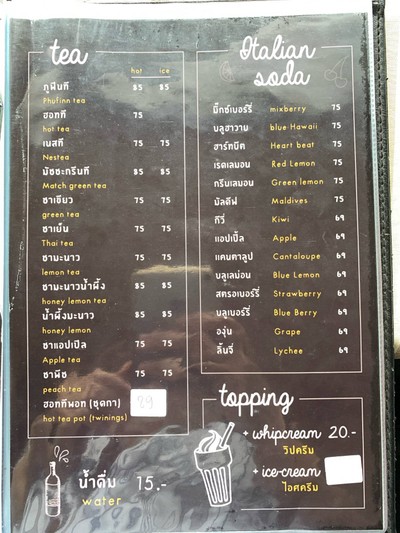 tea
hot ice
ภูฟินที 85 85
Phufinn tea
ฮอทที 75
hot tea
เนสที 75 75
Nestea
มัชชะกรีนที 85 85
Match green tea
ชาเขียว 75 75
green tea
ชาเย็น 75 75
Thai tea
ชามะนาว 75 75
lemon tea
ชามะนาวน้ำผึ้ง 85 85
honey lemon tea
น้ำผึ้งมะนาว 85 85
honey lemon
ชาแอปเปิล 75 75
Apple tea
ชาพีช 75 75
peach tea
ฮอททีพอท (ชุดกา) 89
hot tea pot (twinings)
น้ำดื่ม 15.-
water
Italian
soda
มิ๊กซ์เบอร์รี่ mixberry 75
บลูฮาวาย blue Hawaii 75
ฮาร์ทบีท Heart beat 75
เรดเลมอน Red Lemon 75
กรีนเลมอน Green lemon 75
มัลดีฟ Maldives 75
กีวี่ Kiwi 69
แอปเปิ้ล Apple 69
แคนตาลูป Cantaloupe 69
บลูเลม่อน Blue Lemon 69
สตรอเบอร์รี่ Strawberry 69
บลูเบอร์รี่ Blue Berry 69
องุ่น Grape 69
ลิ้นจี่ Lychee 69
topping
+ whipcream 20.-
วิปครีม
+ ice-cream
ไอศครีม